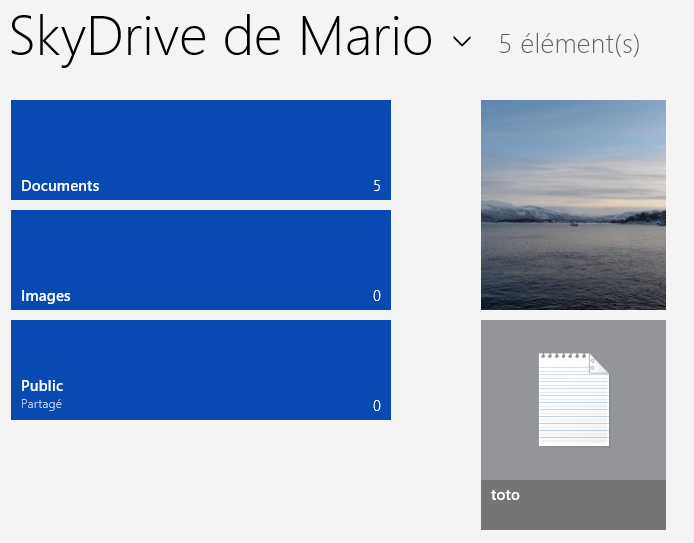 SkyDrive de Mario 5 élément(s)
Documents 5
Images 0
Public
Partagé 0
toto